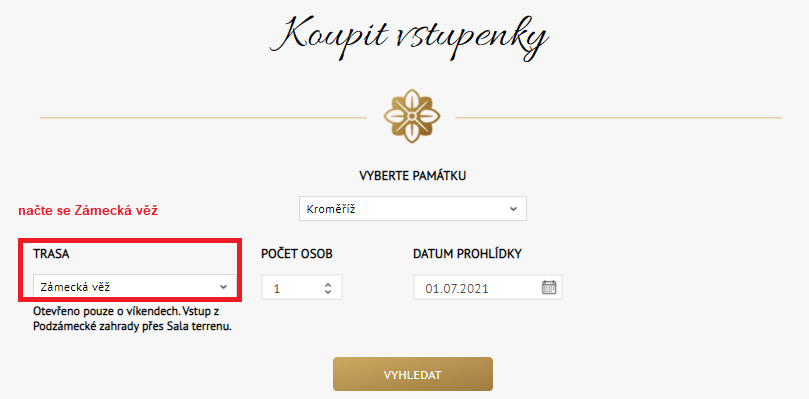 Koupit vstupenky
VYBERTE PAMÁTKU
Kroměříž
načte se Zámecká věž
TRASA
Zámecká věž
Otevřeno pouze o víkendech. Vstup z
Podzámecké zahrady přes Sala terrenu.
POČET OSOB
1
DATUM PROHLÍDKY
01.07.2021
VYHLEDAT